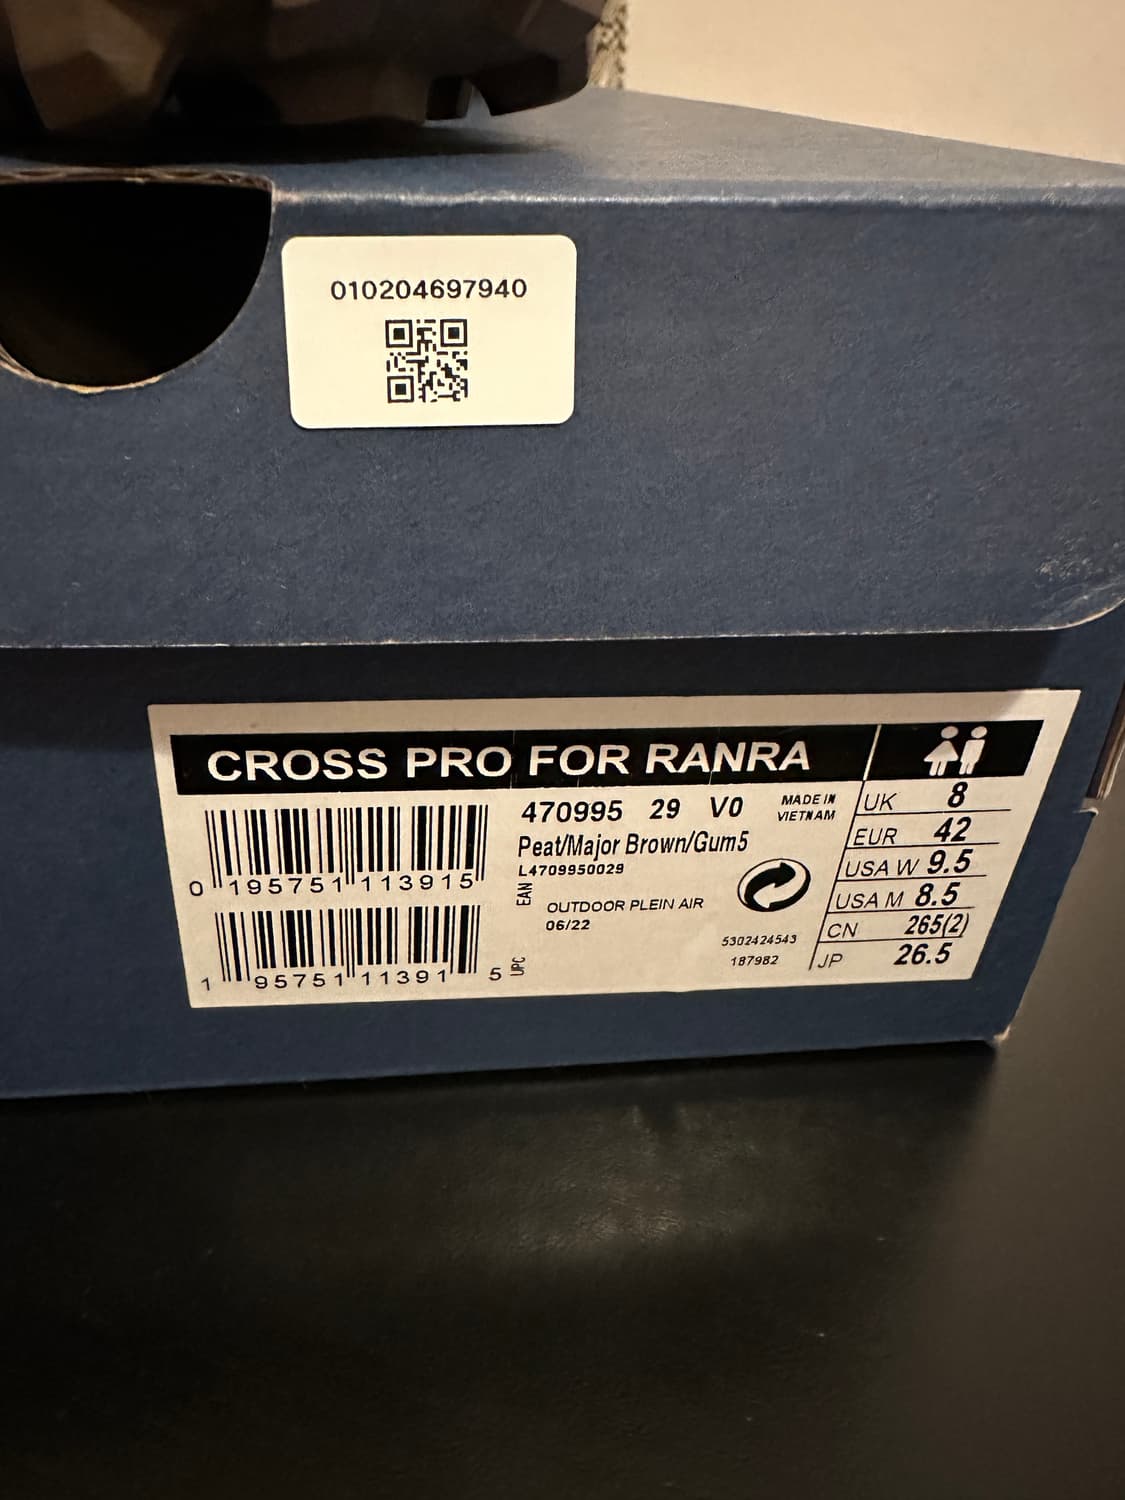 010204697940
CROSS PRO FOR RANRA
470995 29 V0
MADE IN
VIETNAM
Peat/Major Brown/Gum5
L4709950029
0 195751 113915
EAN
OUTDOOR PLEIN AIR
06/22
5302424543
187982
1 95751 11391 5
UPC
UK 8
EUR 42
USA W 9.5
USA M 8.5
CN 265(2)
JP 26.5